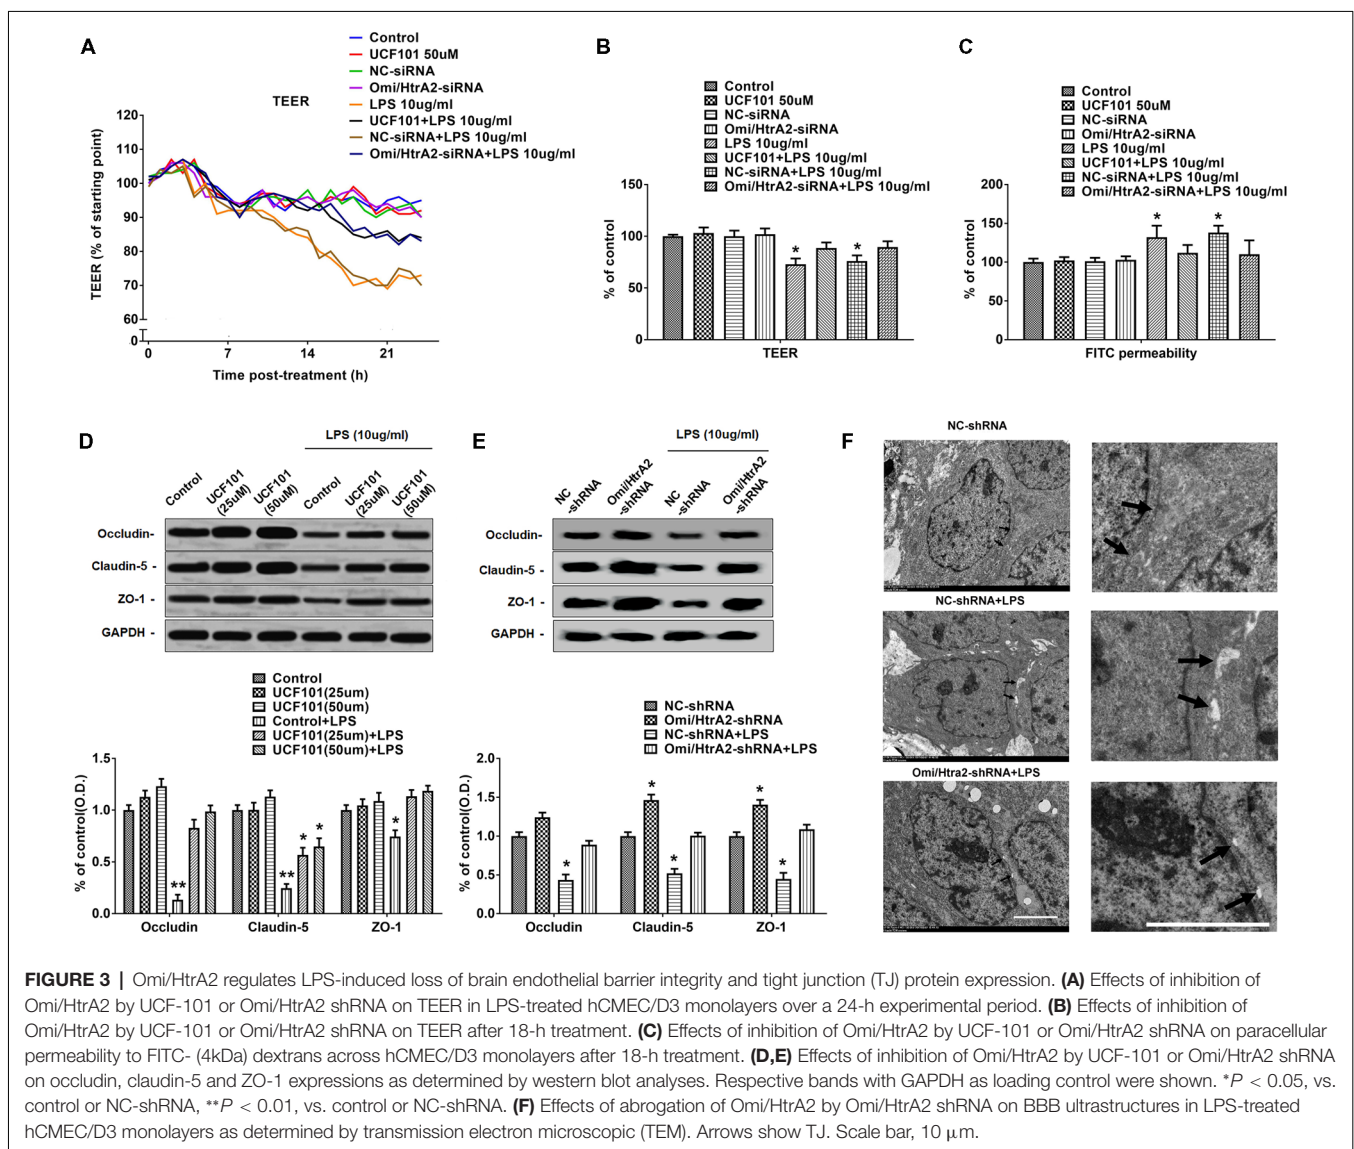 A
Control
UCF101 50uM
NC-siRNA
Omi/HtrA2-siRNA
LPS 10ug/ml
UCF101+LPS 10ug/ml
NC-siRNA+LPS 10ug/ml
Omi/HtrA2-siRNA+LPS 10ug/ml
TEER
TEER (% of starting point)
120
110
100
90
80
70
60
0
0 7 14 21
Time post-treatment (h)
B
Control
UCF101 50uM
NC-siRNA
Omi/HtrA2-siRNA
LPS 10ug/ml
UCF101+LPS 10ug/ml
NC-siRNA+LPS 10ug/ml
Omi/HtrA2-siRNA+LPS 10ug/ml
% of control
150
100
50
0
* *
TEER
C
Control
UCF101 50uM
NC-siRNA
Omi/HtrA2-siRNA
LPS 10ug/ml
UCF101+LPS 10ug/ml
NC-siRNA+LPS 10ug/ml
Omi/HtrA2-siRNA+LPS 10ug/ml
% of control
200
150
100
50
0
* *
FITC permeability
D
LPS (10ug/ml)
Control
UCF101
(25uM)
UCF101
(50uM)
Control
UCF101
(25uM)
UCF101
(50uM)
Occludin-
Claudin-5 -
ZO-1 -
GAPDH -
Control
UCF101(25um)
UCF101(50um)
Control+LPS
UCF101(25um)+LPS
UCF101(50um)+LPS
% of control(O.D.)
1.5
1.0
0.5
0.0
** ** * * *
Occludin Claudin-5 ZO-1
E
LPS (10ug/ml)
NC
-shRNA
Omi/HtrA2
-shRNA
NC
-shRNA
Omi/HtrA2
-shRNA
Occludin-
Claudin-5 -
ZO-1 -
GAPDH -
NC-shRNA
Omi/HtrA2-shRNA
NC-shRNA+LPS
Omi/HtrA2-shRNA+LPS
% of control(O.D.)
2.0
1.5
1.0
0.5
0.0
* * * * *
Occludin Claudin-5 ZO-1
F
NC-shRNA
NC-shRNA+LPS
Omi/Htra2-shRNA+LPS
FIGURE 3 | Omi/HtrA2 regulates LPS-induced loss of brain endothelial barrier integrity and tight junction (TJ) protein expression. (A) Effects of inhibition of
Omi/HtrA2 by UCF-101 or Omi/HtrA2 shRNA on TEER in LPS-treated hCMEC/D3 monolayers over a 24-h experimental period. (B) Effects of inhibition of
Omi/HtrA2 by UCF-101 or Omi/HtrA2 shRNA on TEER after 18-h treatment. (C) Effects of inhibition of Omi/HtrA2 by UCF-101 or Omi/HtrA2 shRNA on paracellular
permeability to FITC- (4kDa) dextrans across hCMEC/D3 monolayers after 18-h treatment. (D,E) Effects of inhibition of Omi/HtrA2 by UCF-101 or Omi/HtrA2 shRNA
on occludin, claudin-5 and ZO-1 expressions as determined by western blot analyses. Respective bands with GAPDH as loading control were shown. *P < 0.05, vs.
control or NC-shRNA, **P < 0.01, vs. control or NC-shRNA. (F) Effects of abrogation of Omi/HtrA2 by Omi/HtrA2 shRNA on BBB ultrastructures in LPS-treated
hCMEC/D3 monolayers as determined by transmission electron microscopic (TEM). Arrows show TJ. Scale bar, 10 μm.